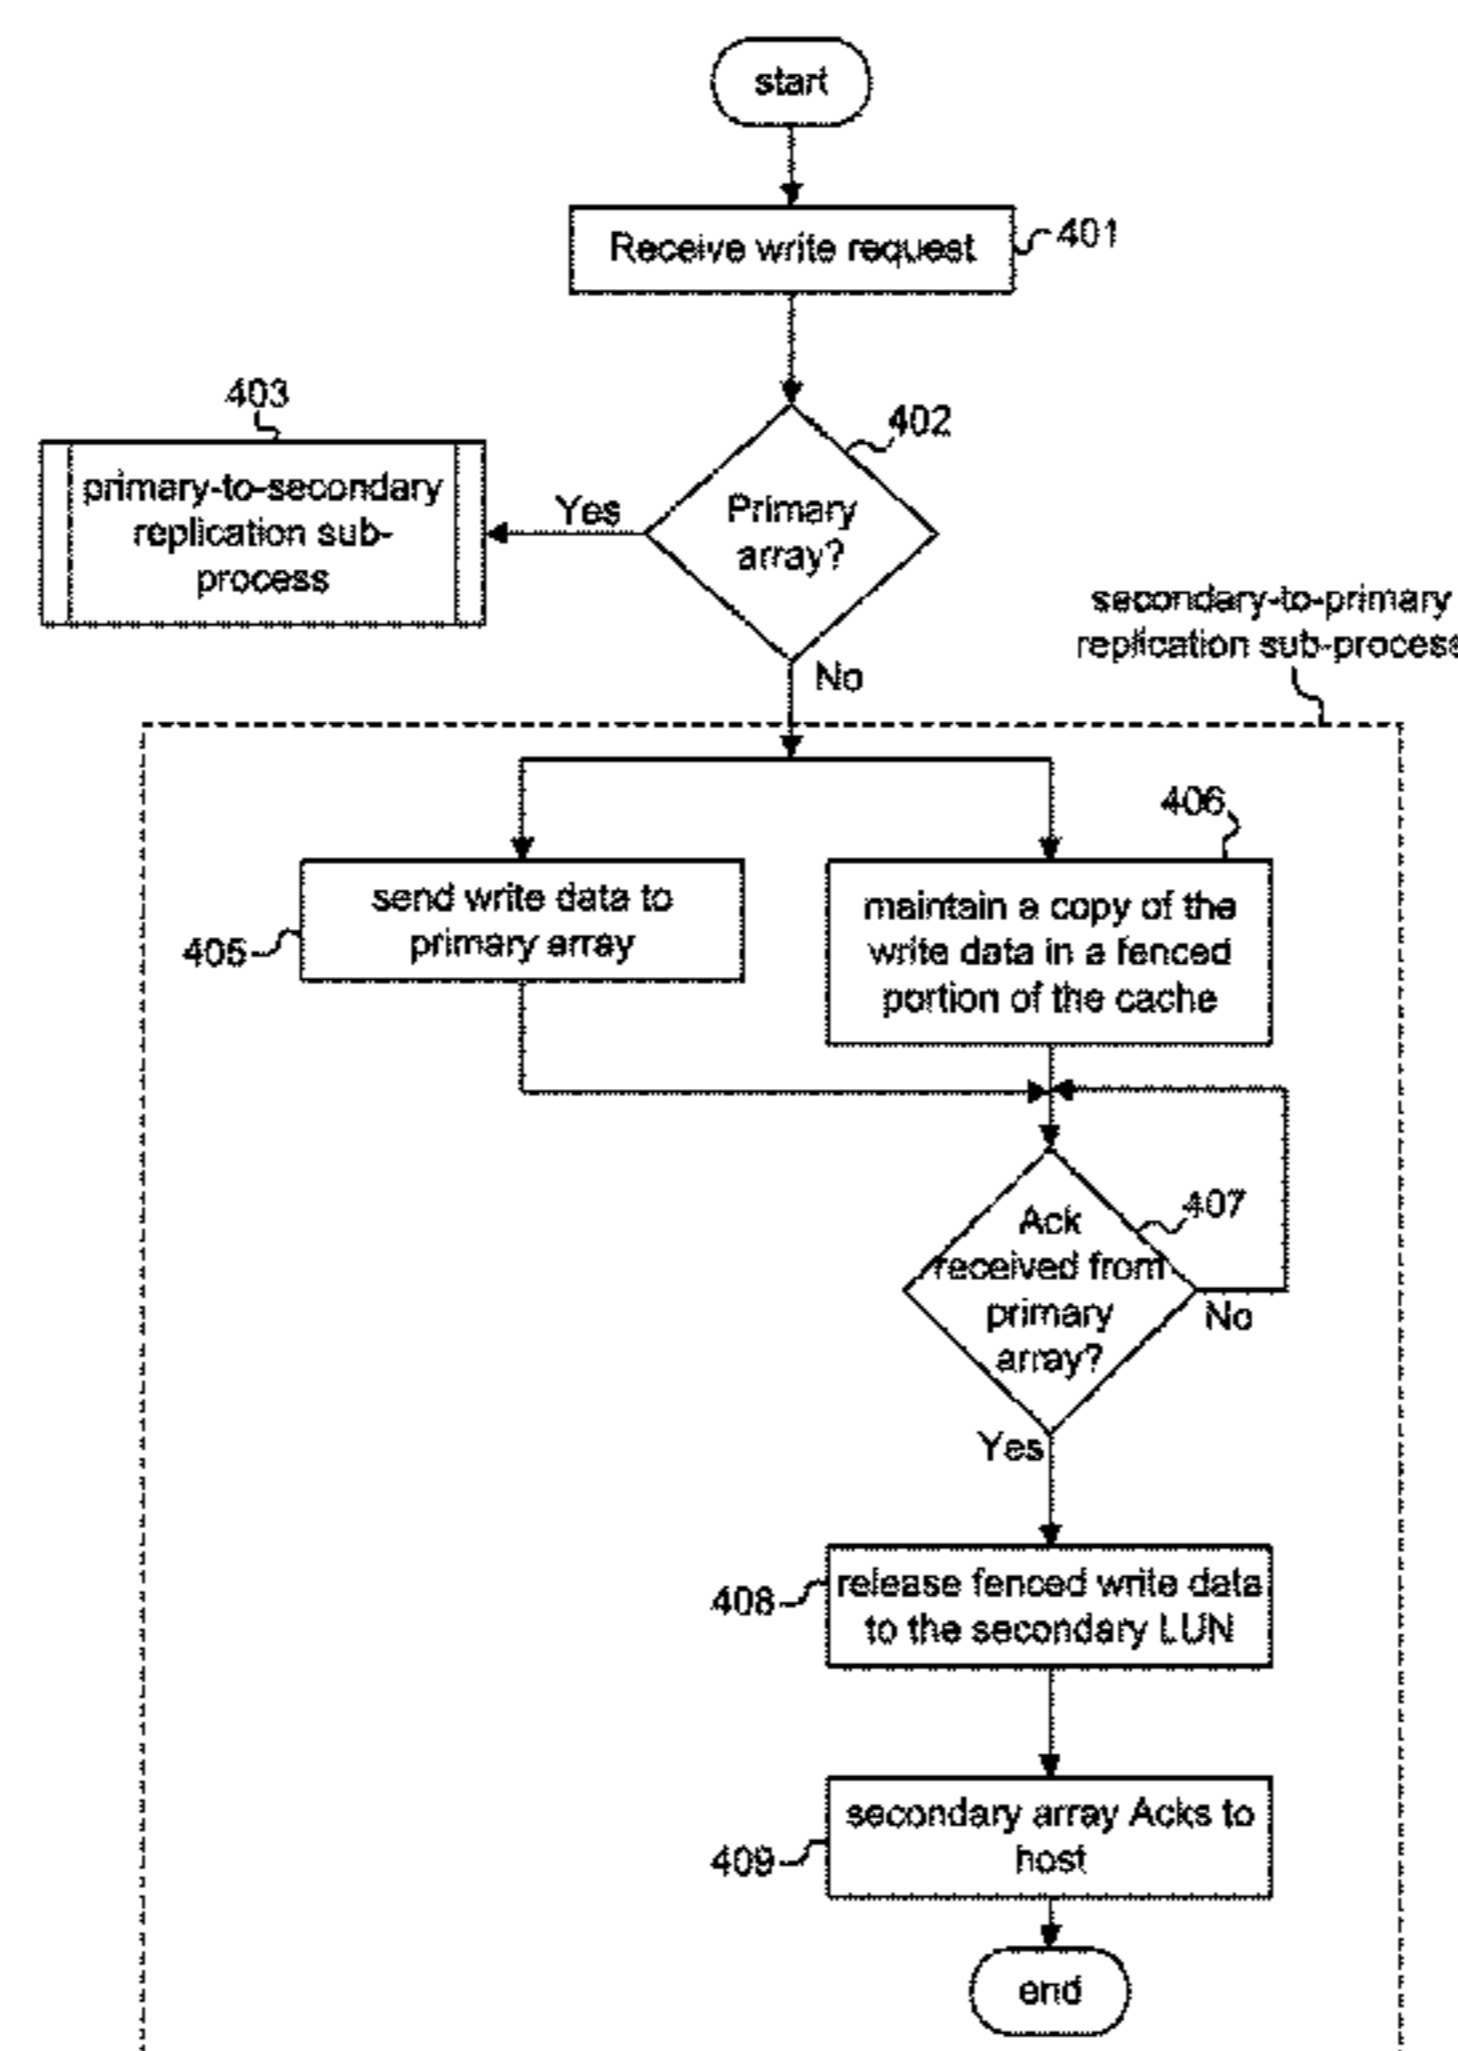 start
Receive write request
401
403
402
primary-to-secondary
replication sub-
process
Yes
Primary
array?
No
secondary-to-primary
replication sub-process
406
send write data to
primary array
405
maintain a copy of the
write data in a fenced
portion of the cache
Ack
received from
primary
array?
407
No
Yes
release fenced write data
to the secondary LUN
408
secondary array Acks to
host
409
end